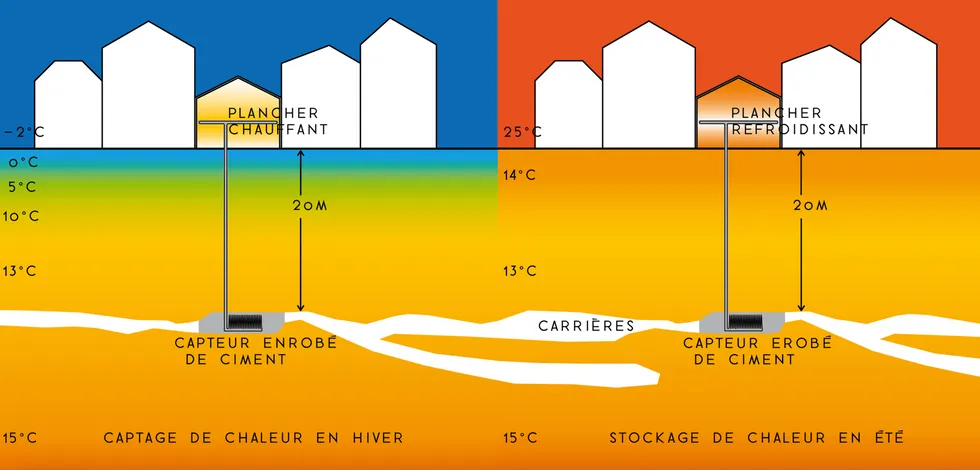 PLANCHER
CHAUFFANT
-2°C
0°C
5°C
10°C
20M
13°C
CAPTEUR ENROBÉ
DE CIMENT
15°C
CAPTAGE DE CHALEUR EN HIVER
PLANCHER
REFROIDISSANT
25°C
14°C
20M
13°C
CARRIÈRES
CAPTEUR EROBÉ
DE CIMENT
15°C
STOCKAGE DE CHALEUR EN ÉTÉ